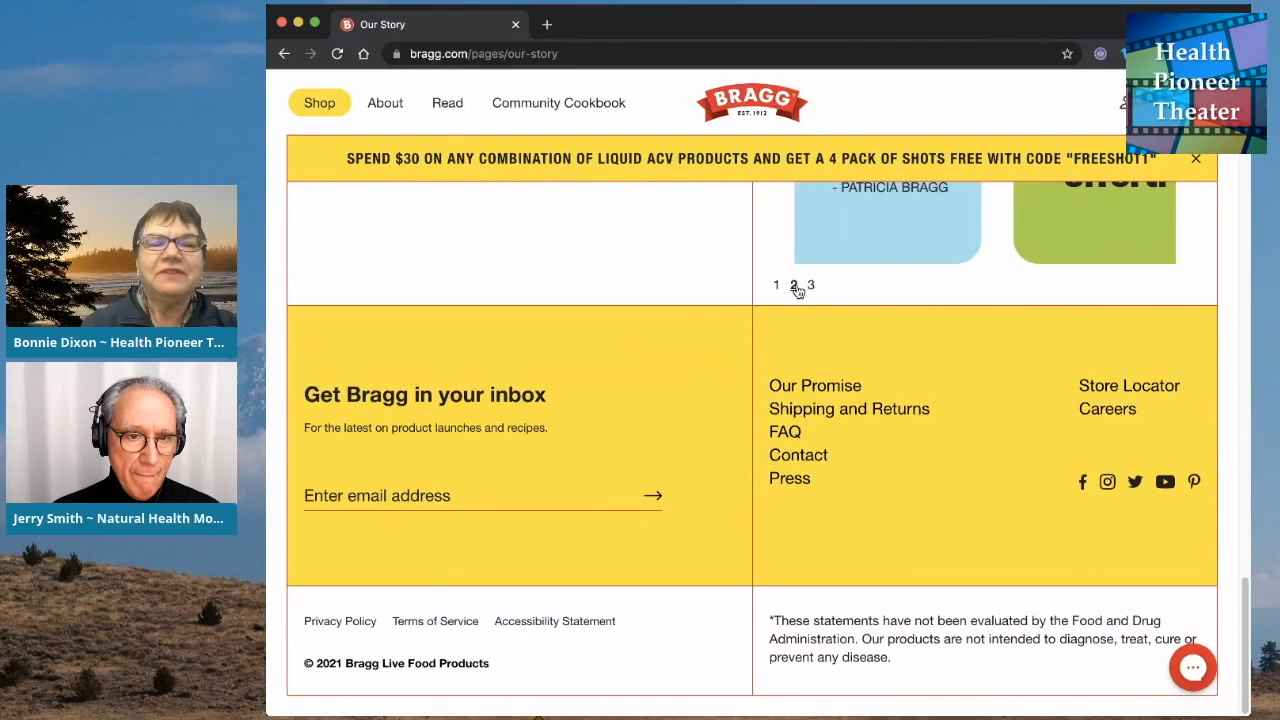 Our Story
bragg.com/pages/our-story
Health
Pioneer
Theater
Shop
About
Read
Community Cookbook
BRAGG
EST. 1912
SPEND $30 ON ANY COMBINATION OF LIQUID ACV PRODUCTS AND GET A 4 PACK OF SHOTS FREE WITH CODE "FREESHOT1"
- PATRICIA BRAGG
1 2 3
Bonnie Dixon ~ Health Pioneer T...
Jerry Smith ~ Natural Health Mo...
Get Bragg in your inbox
For the latest on product launches and recipes.
Enter email address
Our Promise
Shipping and Returns
FAQ
Contact
Press
Store Locator
Careers
Privacy Policy
Terms of Service
Accessibility Statement
© 2021 Bragg Live Food Products
*These statements have not been evaluated by the Food and Drug
Administration. Our products are not intended to diagnose, treat, cure or
prevent any disease.